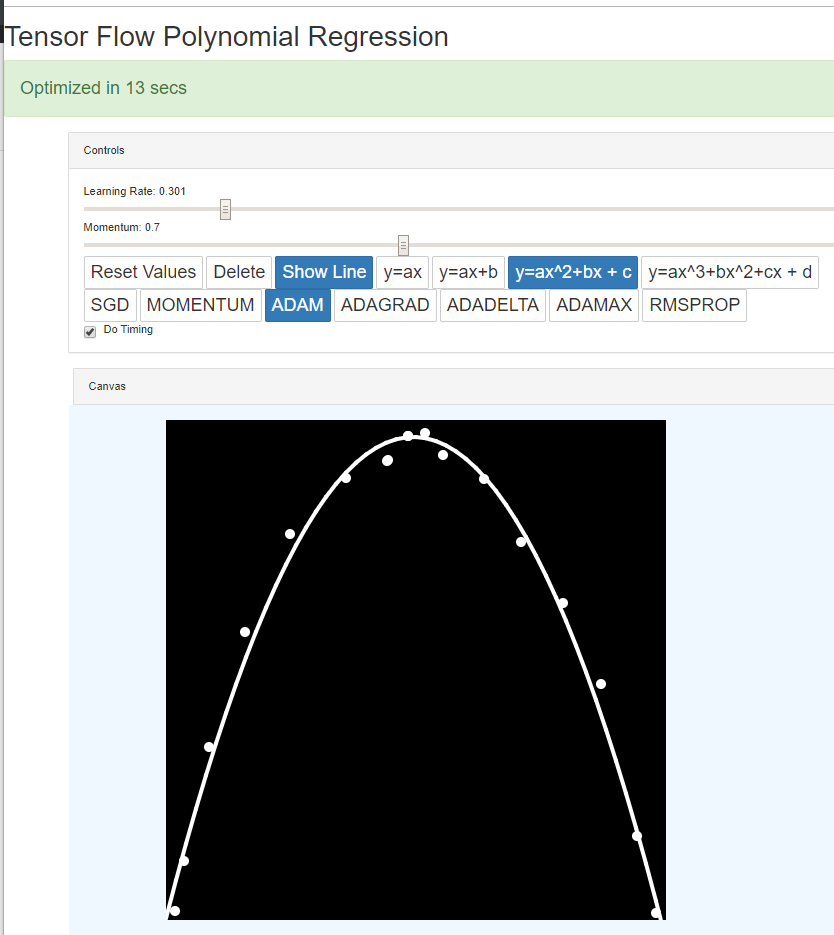 Tensor Flow Polynomial Regression
Optimized in 13 secs
Controls
Learning Rate: 0.301
Momentum: 0.7
Reset Values Delete Show Line y=ax y=ax+b y=ax^2+bx + c y=ax^3+bx^2+cx + d
SGD MOMENTUM ADAM ADAGRAD ADADELTA ADAMAX RMSPROP
Do Timing
Canvas